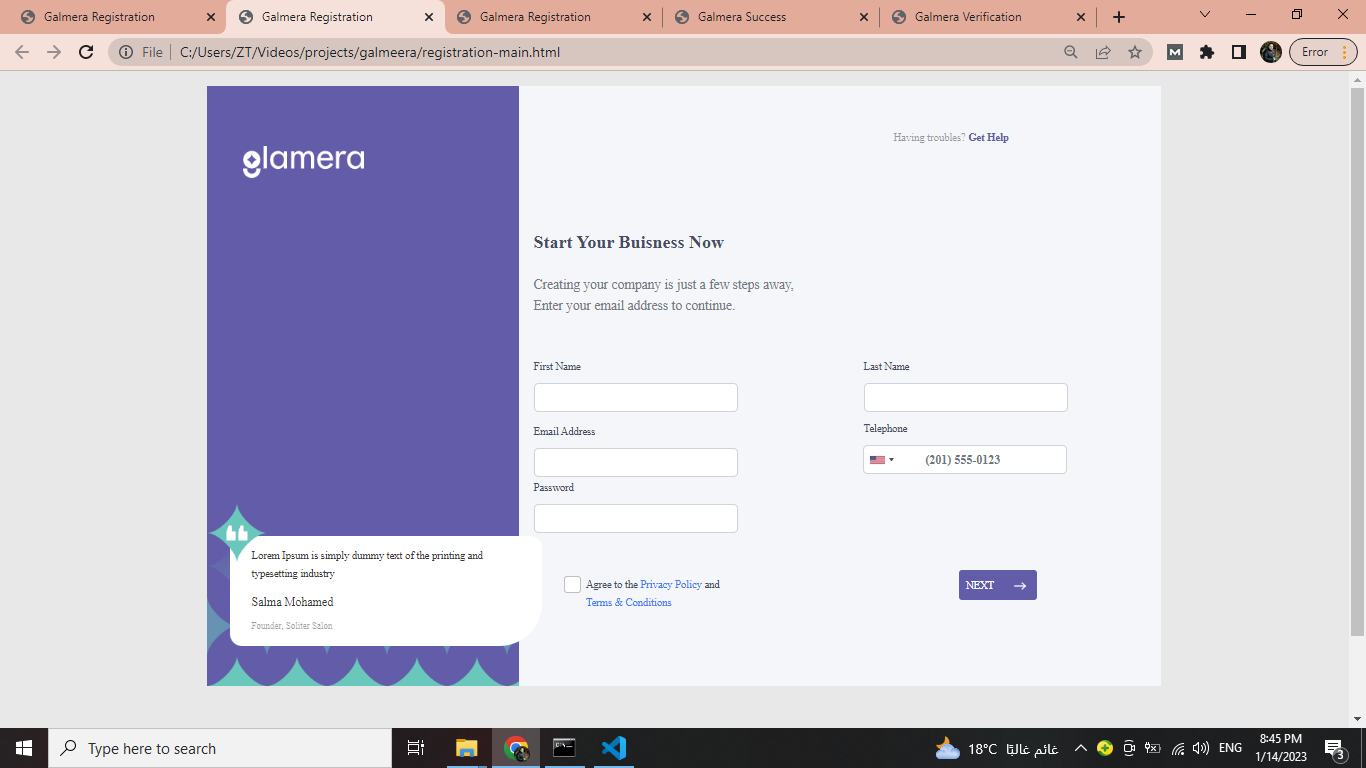 Galmera Registration
Galmera Registration
Galmera Registration
Galmera Success
Galmera Verification
File
C:/Users/ZT/Videos/projects/galmeera/registration-main.html
M
Error
glamera
Having troubles? Get Help
Start Your Buisness Now
Creating your company is just a few steps away,
Enter your email address to continue.
First Name
Last Name
Email Address
Telephone
(201) 555-0123
Password
Lorem Ipsum is simply dummy text of the printing and
typesetting industry
Salma Mohamed
Founder, Soliter Salon
Agree to the Privacy Policy and
Terms & Conditions
NEXT
Type here to search
18°C غائم غالبًا
ENG
8:45 PM
1/14/2023
3